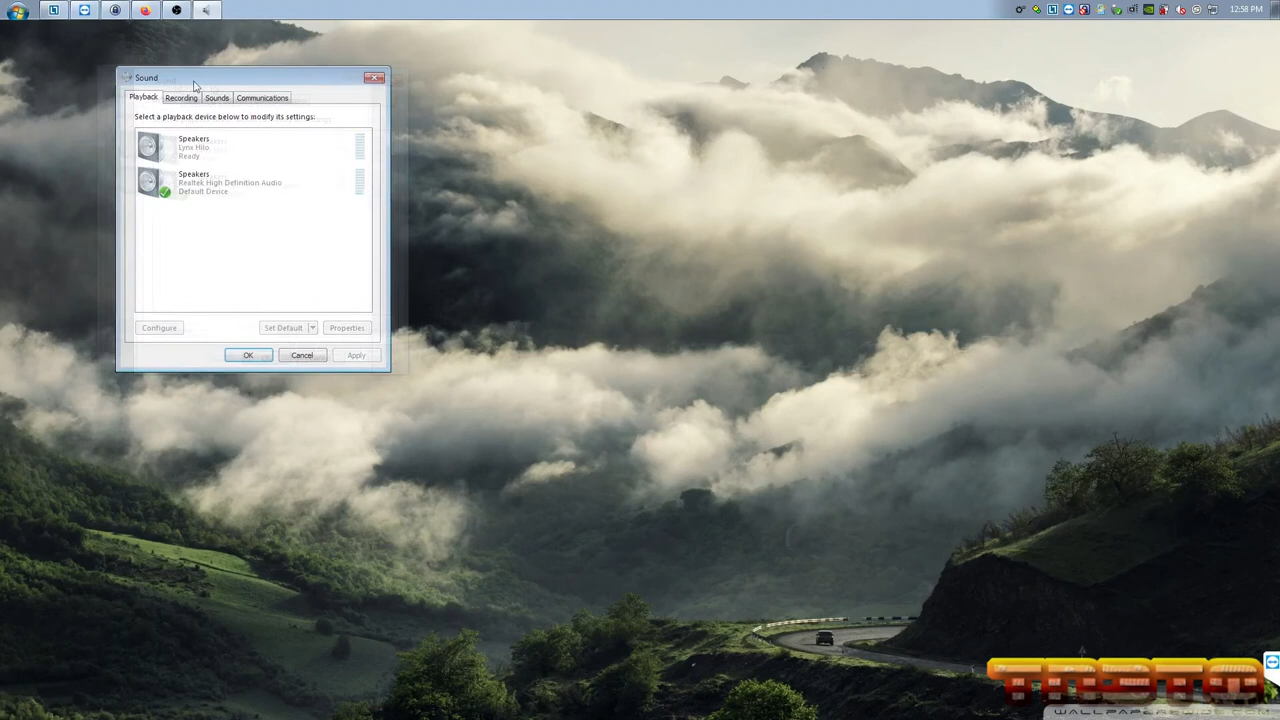 12:58 PM
Sound
Playback Recording Sounds Communications
Select a playback device below to modify its settings:
Speakers
Lynx Hilo
Ready
Speakers
Realtek High Definition Audio
Default Device
Configure Set Default Properties
OK Cancel Apply